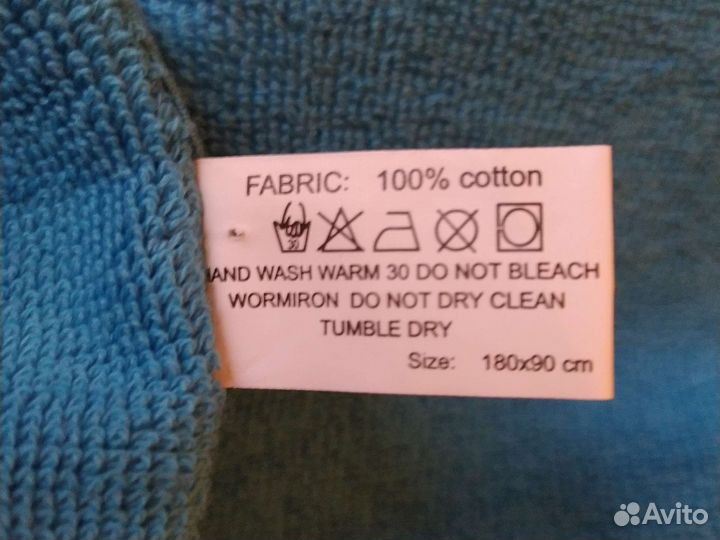 FABRIC: 100% cotton
30
HAND WASH WARM 30 DO NOT BLEACH
WORMIRON DO NOT DRY CLEAN
TUMBLE DRY
Size: 180x90 cm
Avito